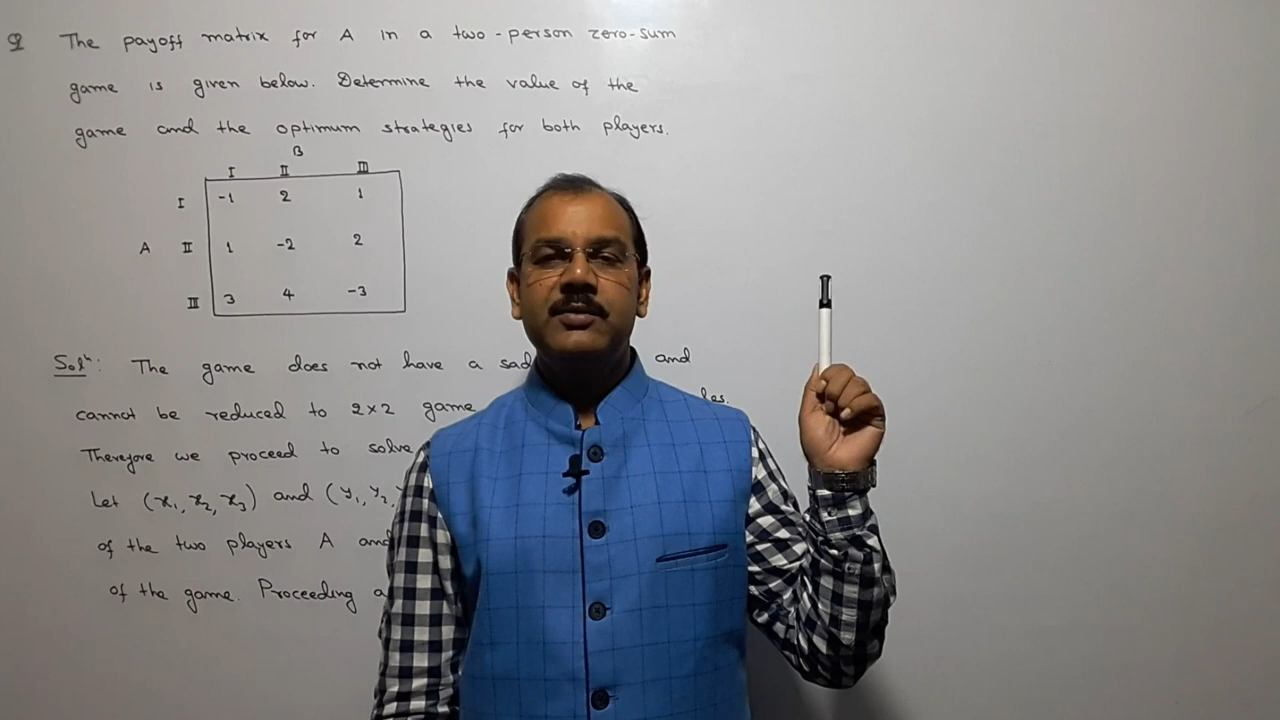 Q The payoff matrix for A in a two-person zero-sum
game is given below. Determine the value of the
game and the optimum strategies for both players.
B
I II III
I -1 2 1
A II 1 -2 2
III 3 4 -3
Solⁿ: The game does not have a sad and
cannot be reduced to 2×2 game les.
Therefore we proceed to solve
Let (x₁, x₂, x₃) and (y₁, y₂,
of the two players A and
of the game. Proceeding a